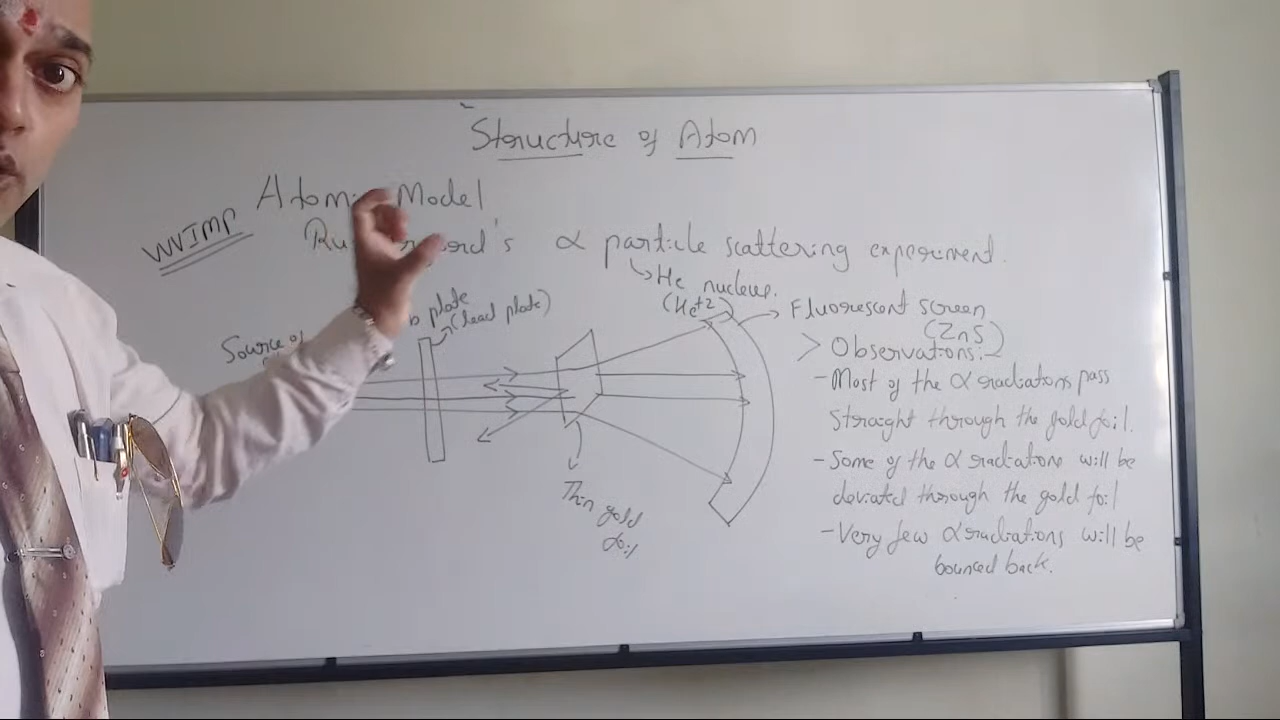 Structure of Atom
Model
WVIMP
α particle scattering experiment.
He nucleus.
(He+2)
plate
(lead plate)
Source of
Fluorescent screen
(ZnS)
> Observations:-
- Most of the α radiations pass
straight through the gold foil.
- Some of the α radiations will be
deviated through the gold foil
- Very few α radiations will be
bounced back.
Thin gold
foil